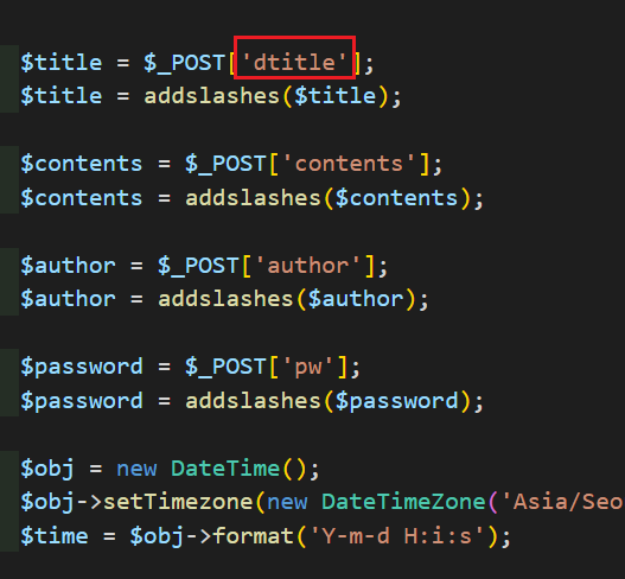 $title = $_POST['dtitle'];
$title = addslashes($title);
$contents = $_POST['contents'];
$contents = addslashes($contents);
$author = $_POST['author'];
$author = addslashes($author);
$password = $_POST['pw'];
$password = addslashes($password);
$obj = new DateTime();
$obj->setTimezone(new DateTimeZone('Asia/Seo
$time = $obj->format('Y-m-d H:i:s');